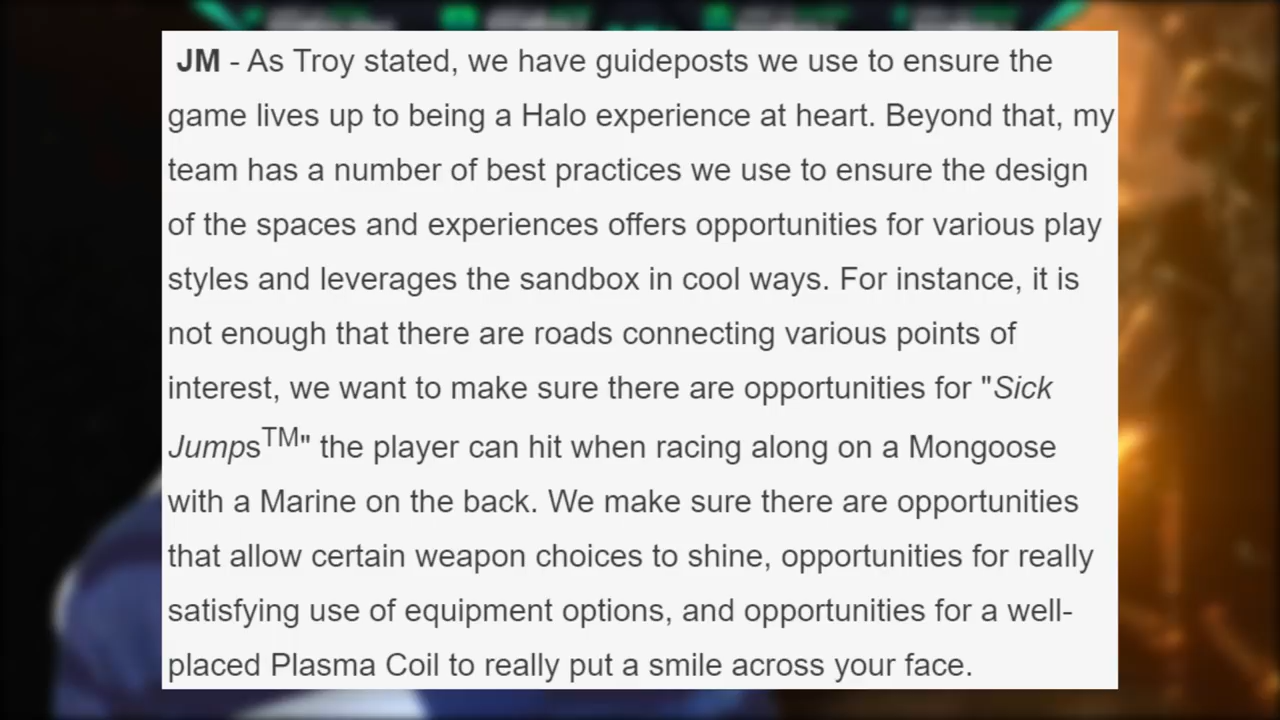 JM - As Troy stated, we have guideposts we use to ensure the
game lives up to being a Halo experience at heart. Beyond that, my
team has a number of best practices we use to ensure the design
of the spaces and experiences offers opportunities for various play
styles and leverages the sandbox in cool ways. For instance, it is
not enough that there are roads connecting various points of
interest, we want to make sure there are opportunities for "Sick
Jumps™" the player can hit when racing along on a Mongoose
with a Marine on the back. We make sure there are opportunities
that allow certain weapon choices to shine, opportunities for really
satisfying use of equipment options, and opportunities for a well-
placed Plasma Coil to really put a smile across your face.